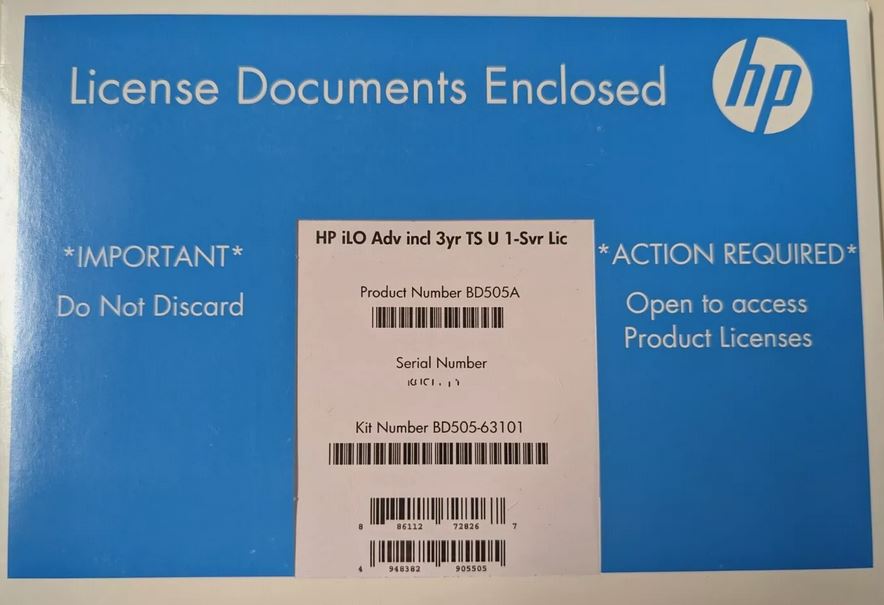 License Documents Enclosed
hp
*IMPORTANT*
Do Not Discard
HP iLO Adv incl 3yr TS U 1-Svr Lic
Product Number BD505A
Serial Number
Kit Number BD505-63101
8 86112 72826 7
4 948382 905505
*ACTION REQUIRED*
Open to access
Product Licenses